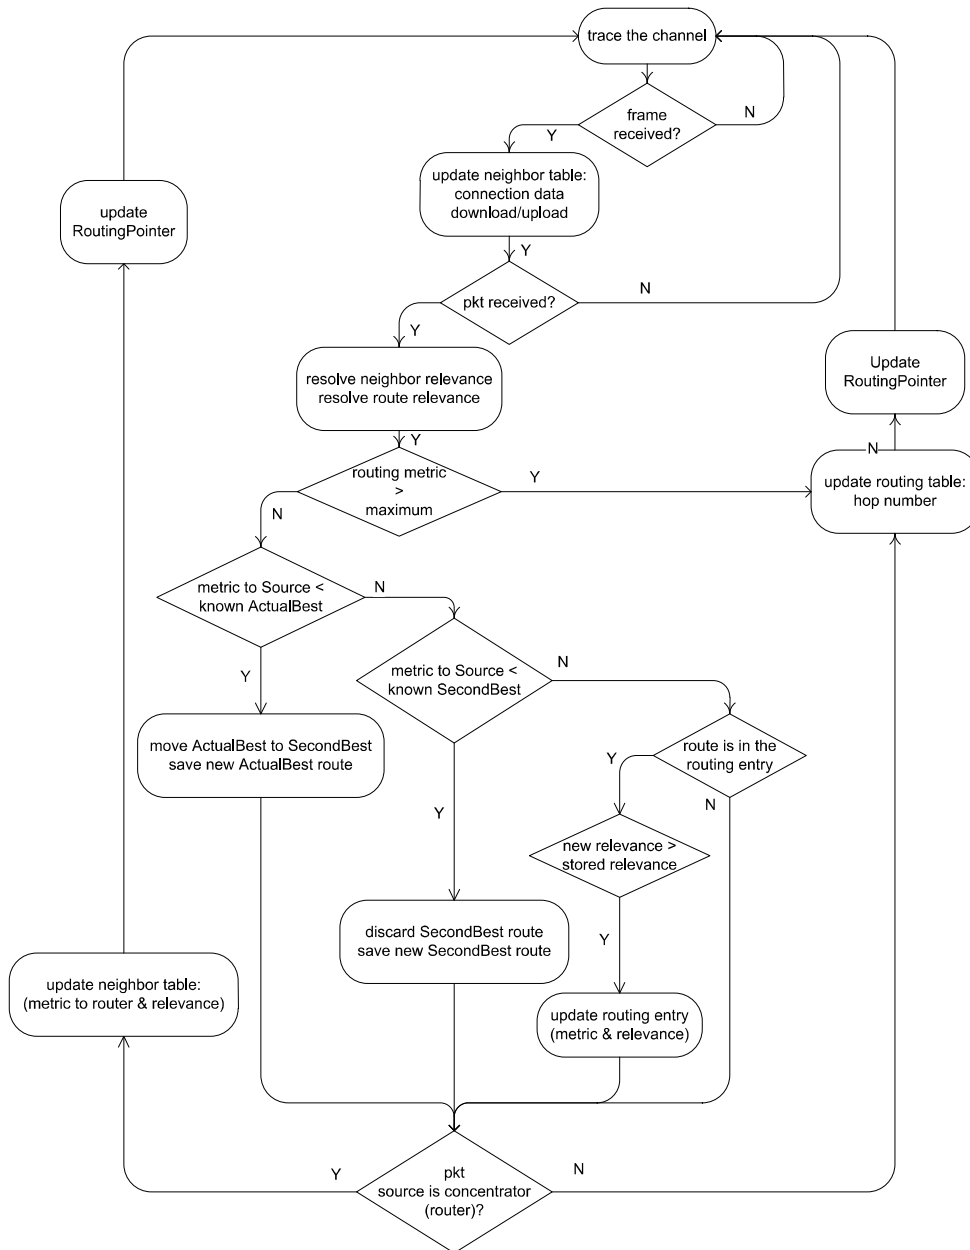 trace the channel
frame
received?
N
Y
update neighbor table:
connection data
download/upload
update
RoutingPointer
Y
pkt received?
N
Y
resolve neighbor relevance
resolve route relevance
Update
RoutingPointer
Y
N
routing metric
>
maximum
Y
update routing table:
hop number
N
metric to Source <
known ActualBest
N
metric to Source <
known SecondBest
N
Y
move ActualBest to SecondBest
save new ActualBest route
route is in the
routing entry
Y
N
Y
new relevance >
stored relevance
discard SecondBest route
save new SecondBest route
Y
update neighbor table:
(metric to router & relevance)
update routing entry
(metric & relevance)
Y
pkt
source is concentrator
(router)?
N